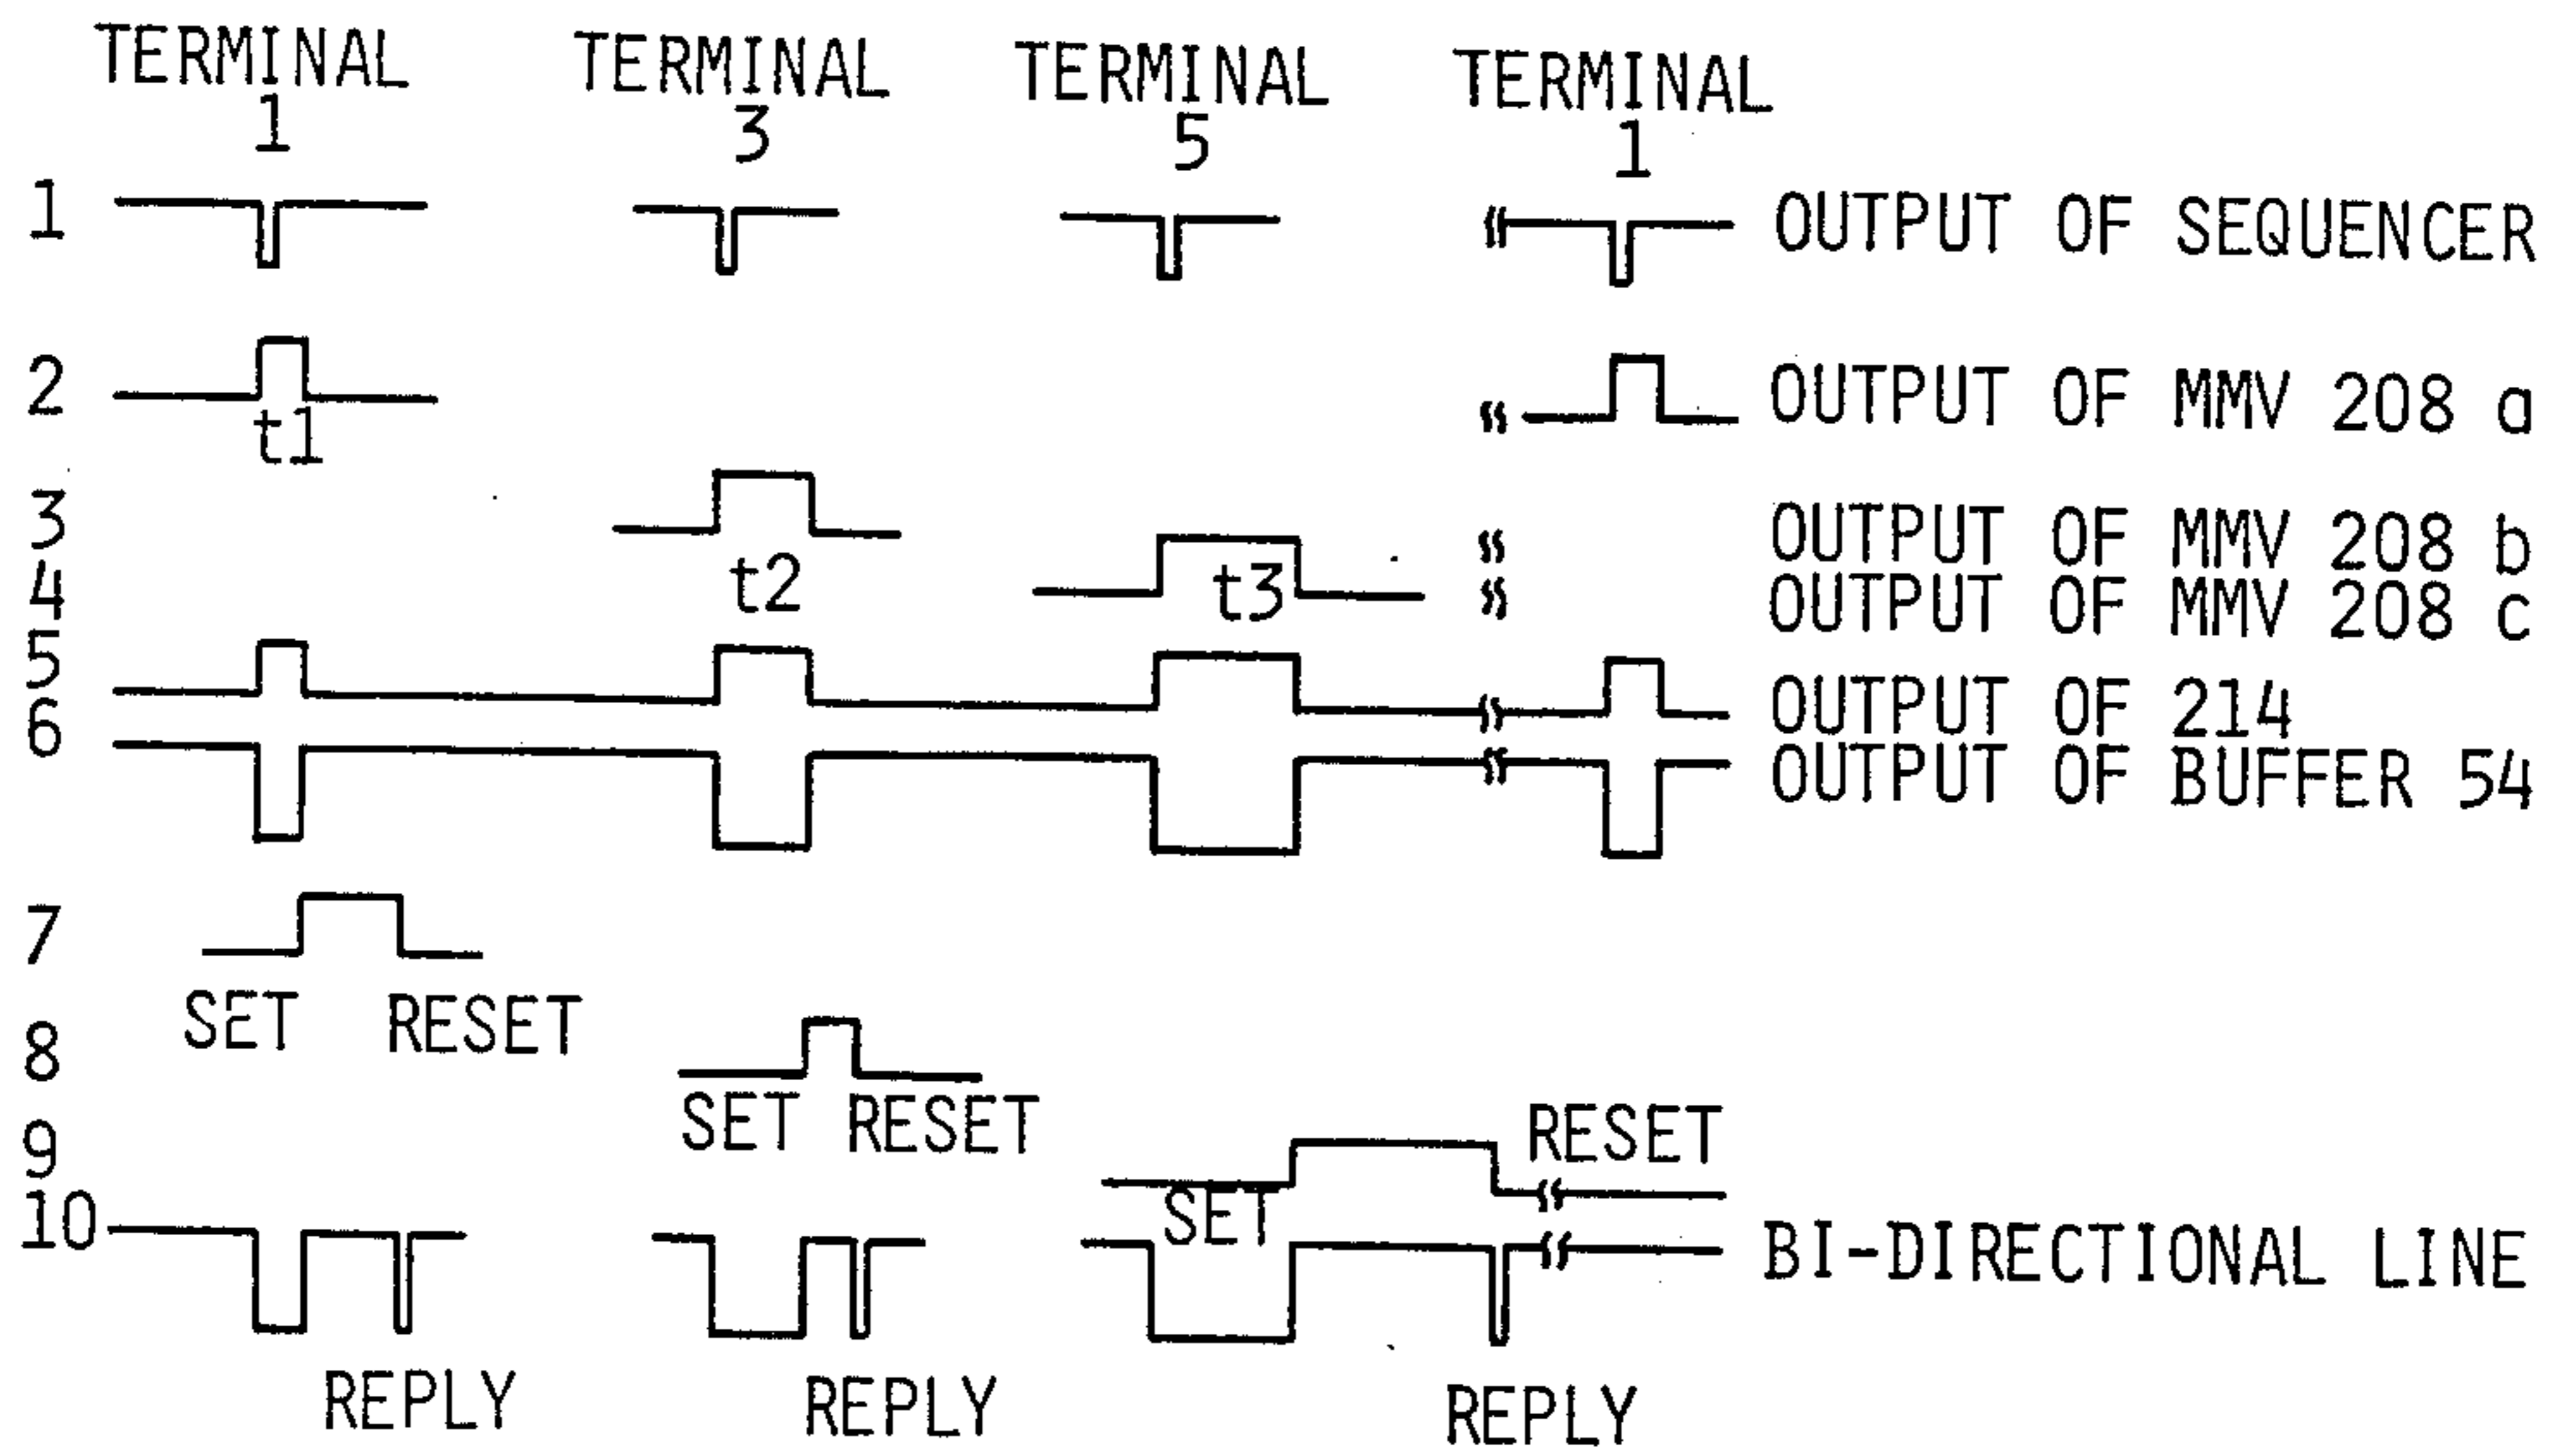 TERMINAL 1
TERMINAL 3
TERMINAL 5
TERMINAL 1
1 OUTPUT OF SEQUENCER
2 OUTPUT OF MMV 208 a
t1
3 OUTPUT OF MMV 208 b
t2
4 OUTPUT OF MMV 208 c
t3
5 OUTPUT OF 214
6 OUTPUT OF BUFFER 54
7
SET RESET
8
SET RESET
9
SET RESET
10 BI-DIRECTIONAL LINE
REPLY REPLY REPLY